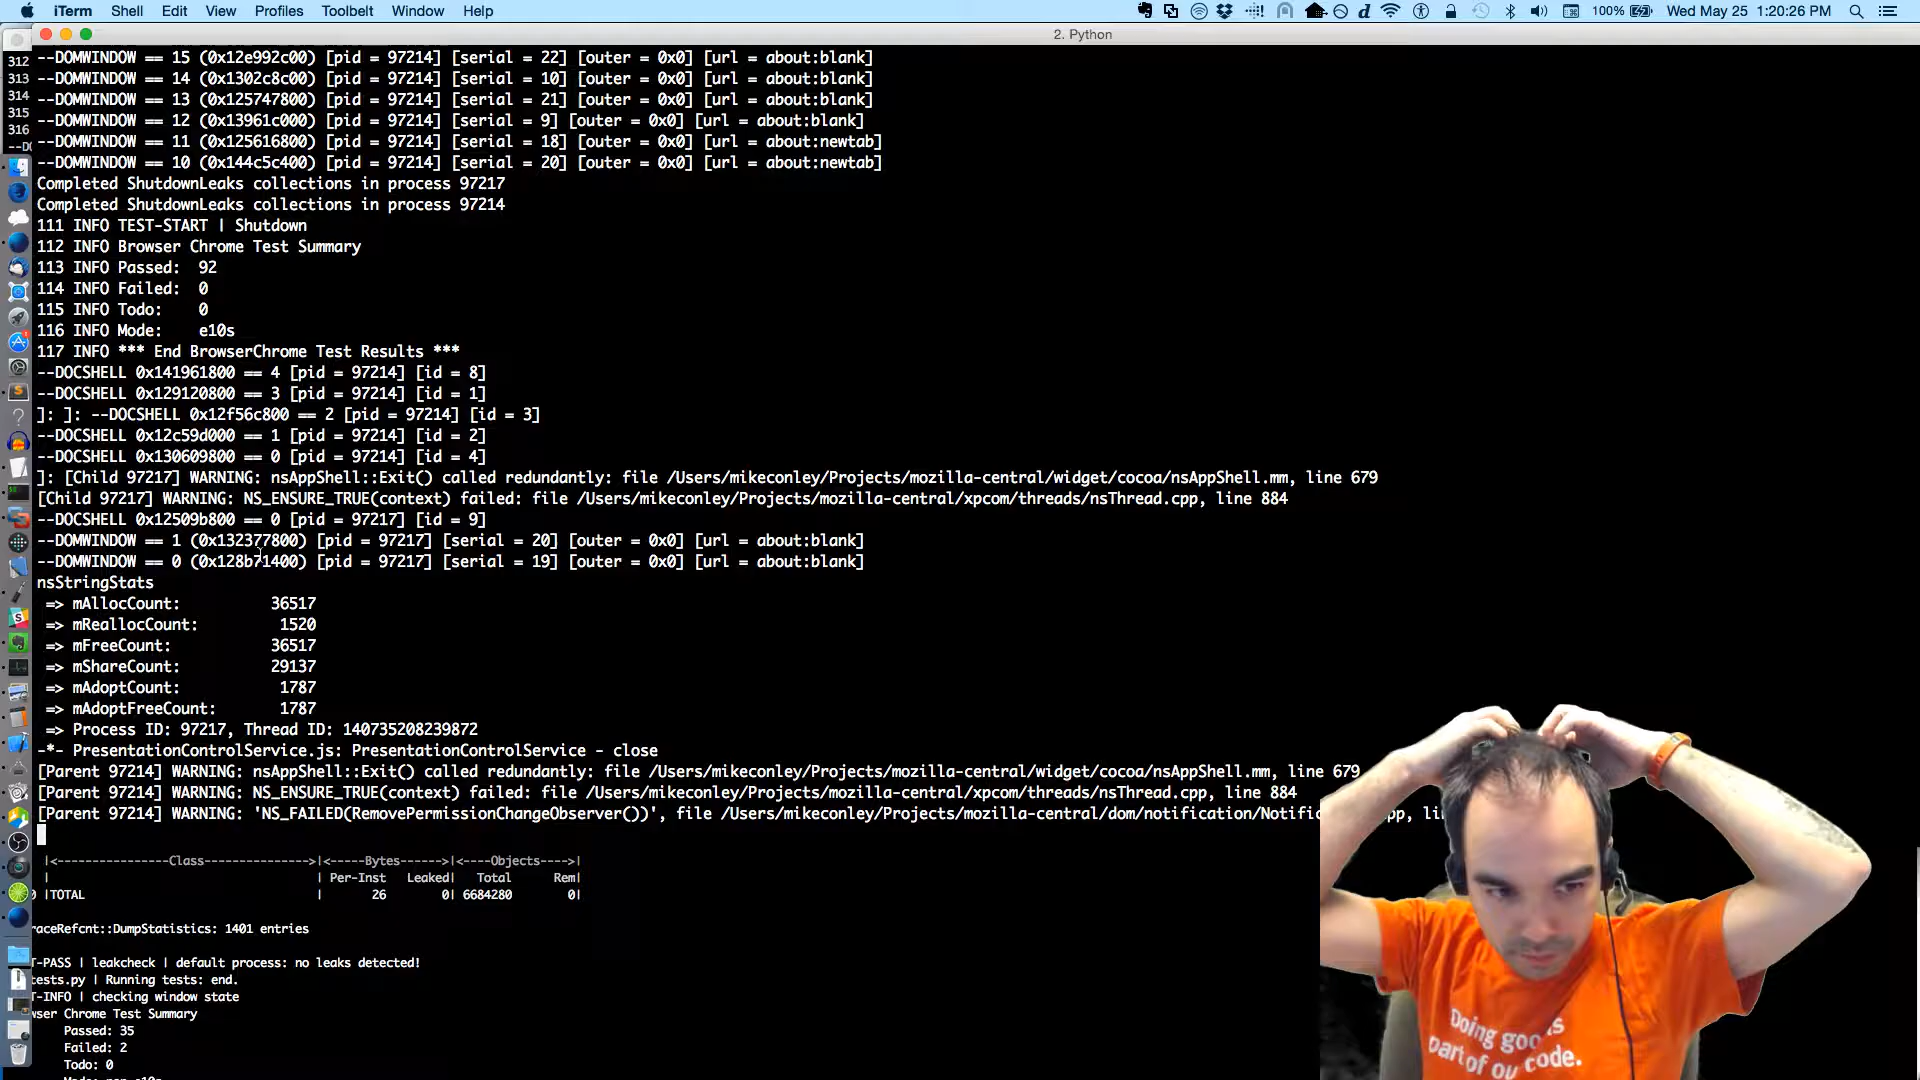 iTerm Shell Edit View Profiles Toolbelt Window Help
100% Wed May 25 1:20:26 PM
2. Python
312
313
314
315
316
--DO
--DOMWINDOW == 15 (0x12e992c00) [pid = 97214] [serial = 22] [outer = 0x0] [url = about:blank]
--DOMWINDOW == 14 (0x1302c8c00) [pid = 97214] [serial = 10] [outer = 0x0] [url = about:blank]
--DOMWINDOW == 13 (0x125747800) [pid = 97214] [serial = 21] [outer = 0x0] [url = about:blank]
--DOMWINDOW == 12 (0x13961c000) [pid = 97214] [serial = 9] [outer = 0x0] [url = about:blank]
--DOMWINDOW == 11 (0x125616800) [pid = 97214] [serial = 18] [outer = 0x0] [url = about:newtab]
--DOMWINDOW == 10 (0x144c5c400) [pid = 97214] [serial = 20] [outer = 0x0] [url = about:newtab]
Completed ShutdownLeaks collections in process 97217
Completed ShutdownLeaks collections in process 97214
111 INFO TEST-START | Shutdown
112 INFO Browser Chrome Test Summary
113 INFO Passed: 92
114 INFO Failed: 0
115 INFO Todo: 0
116 INFO Mode: e10s
117 INFO *** End BrowserChrome Test Results ***
--DOCSHELL 0x141961800 == 4 [pid = 97214] [id = 8]
--DOCSHELL 0x129120800 == 3 [pid = 97214] [id = 1]
]: ]: --DOCSHELL 0x12f56c800 == 2 [pid = 97214] [id = 3]
--DOCSHELL 0x12c59d000 == 1 [pid = 97214] [id = 2]
--DOCSHELL 0x130609800 == 0 [pid = 97214] [id = 4]
]: [Child 97217] WARNING: nsAppShell::Exit() called redundantly: file /Users/mikeconley/Projects/mozilla-central/widget/cocoa/nsAppShell.mm, line 679
[Child 97217] WARNING: NS_ENSURE_TRUE(context) failed: file /Users/mikeconley/Projects/mozilla-central/xpcom/threads/nsThread.cpp, line 884
--DOCSHELL 0x12509b800 == 0 [pid = 97217] [id = 9]
--DOMWINDOW == 1 (0x132377800) [pid = 97217] [serial = 20] [outer = 0x0] [url = about:blank]
--DOMWINDOW == 0 (0x128b71400) [pid = 97217] [serial = 19] [outer = 0x0] [url = about:blank]
nsStringStats
=> mAllocCount: 36517
=> mReallocCount: 1520
=> mFreeCount: 36517
=> mShareCount: 29137
=> mAdoptCount: 1787
=> mAdoptFreeCount: 1787
=> Process ID: 97217, Thread ID: 140735208239872
-*- PresentationControlService.js: PresentationControlService - close
[Parent 97214] WARNING: nsAppShell::Exit() called redundantly: file /Users/mikeconley/Projects/mozilla-central/widget/cocoa/nsAppShell.mm, line 679
[Parent 97214] WARNING: NS_ENSURE_TRUE(context) failed: file /Users/mikeconley/Projects/mozilla-central/xpcom/threads/nsThread.cpp, line 884
[Parent 97214] WARNING: 'NS_FAILED(RemovePermissionChangeObserver())', file /Users/mikeconley/Projects/mozilla-central/dom/notification/Notific
|<----------------Class--------------->|<-----Bytes------>|<----Objects---->|
| | Per-Inst Leaked| Total Rem|
0 |TOTAL | 26 0| 6684280 0|
raceRefcnt::DumpStatistics: 1401 entries
T-PASS | leakcheck | default process: no leaks detected!
tests.py | Running tests: end.
T-INFO | checking window state
wser Chrome Test Summary
Passed: 35
Failed: 2
Todo: 0
Doing good is
part of our code.